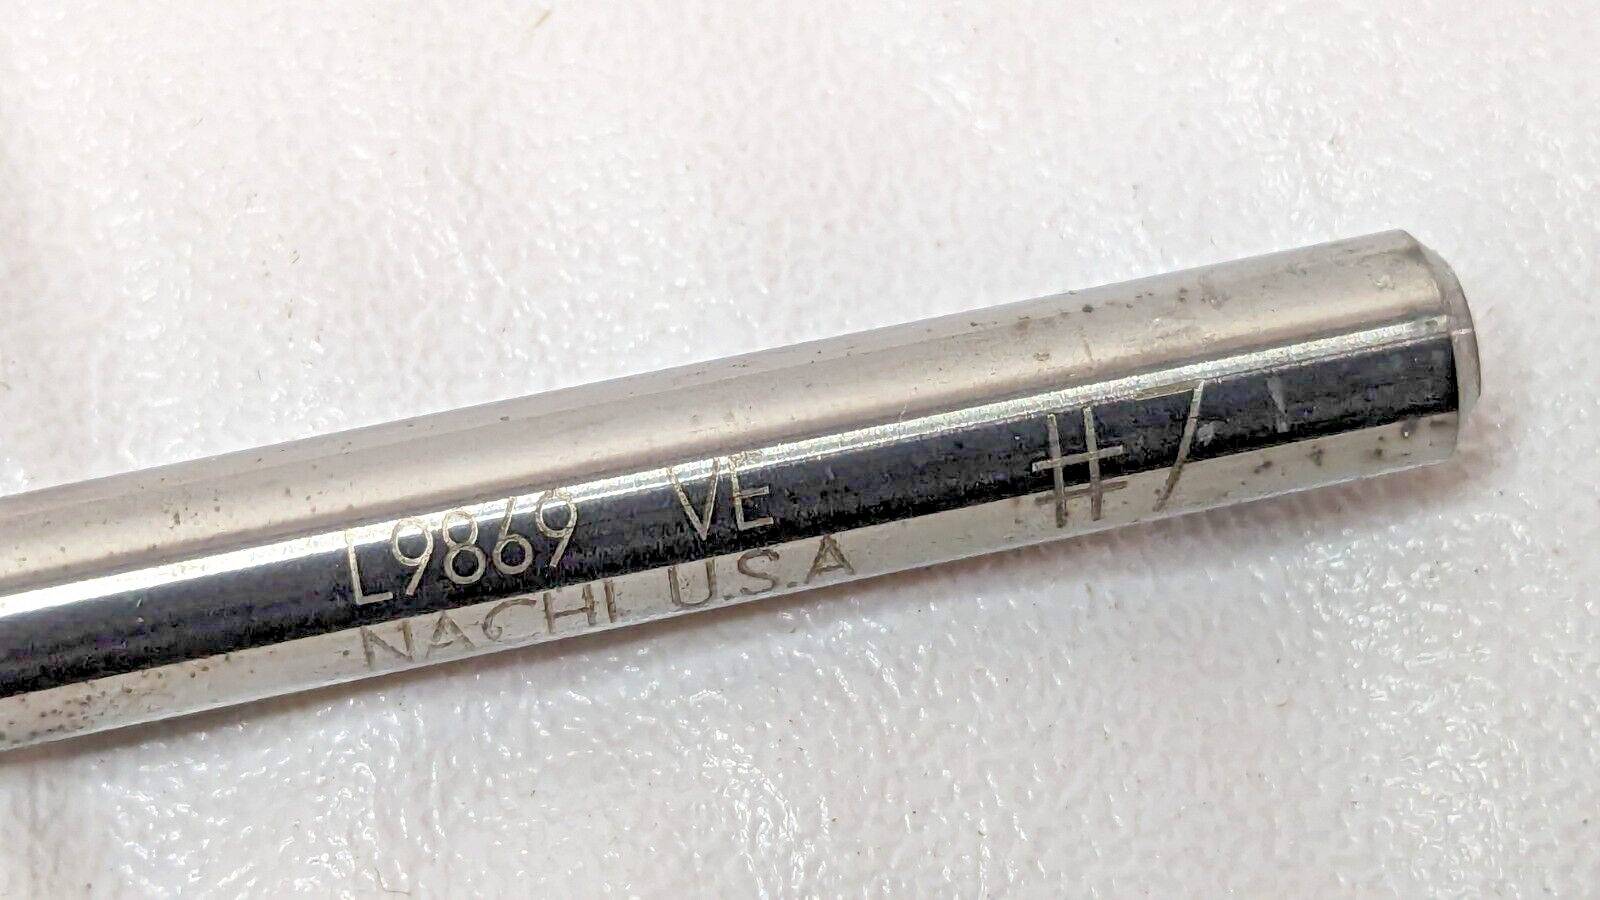 L9869 VE #7
NACHI U.S.A